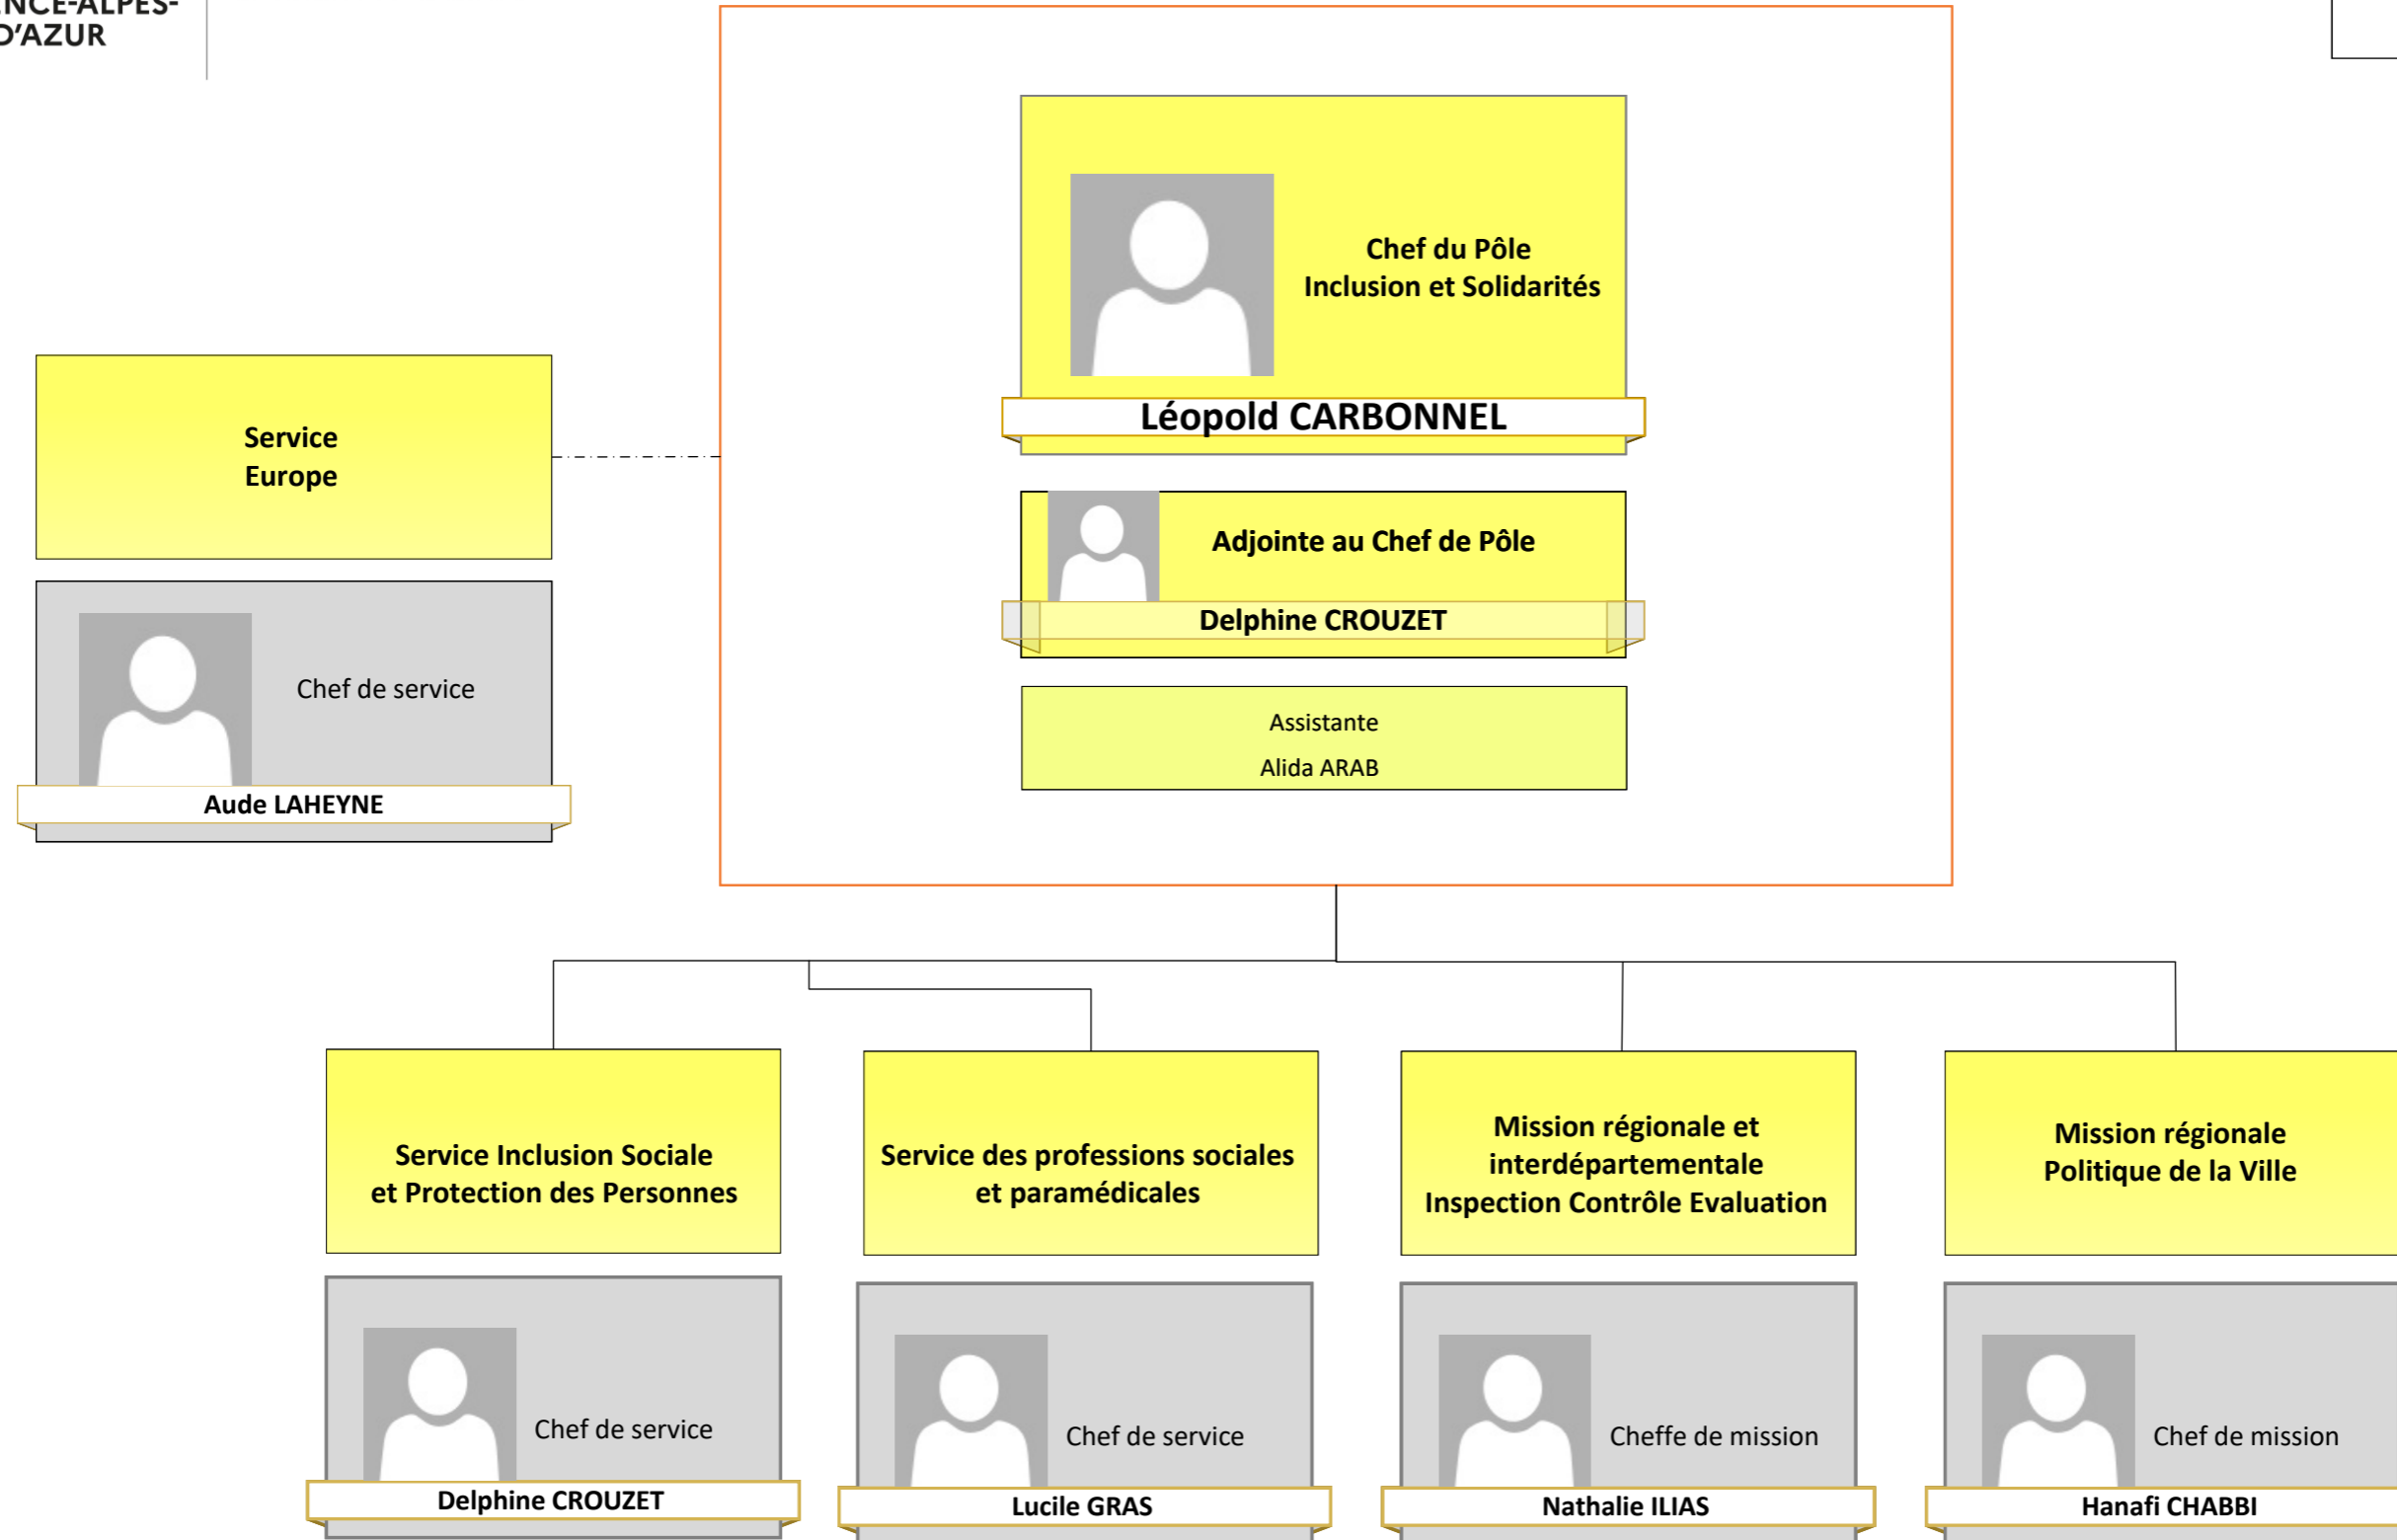 ENCE-ALPES-
D'AZUR
Chef du Pôle
Inclusion et Solidarités
Léopold CARBONNEL
Service
Europe
Adjointe au Chef de Pôle
Delphine CROUZET
Chef de service
Aude LAHEYNE
Assistante
Alida ARAB
Service Inclusion Sociale
et Protection des Personnes
Service des professions sociales
et paramédicales
Mission régionale et
interdépartementale
Inspection Contrôle Evaluation
Mission régionale
Politique de la Ville
Chef de service
Delphine CROUZET
Chef de service
Lucile GRAS
Cheffe de mission
Nathalie ILIAS
Chef de mission
Hanafi CHABBI